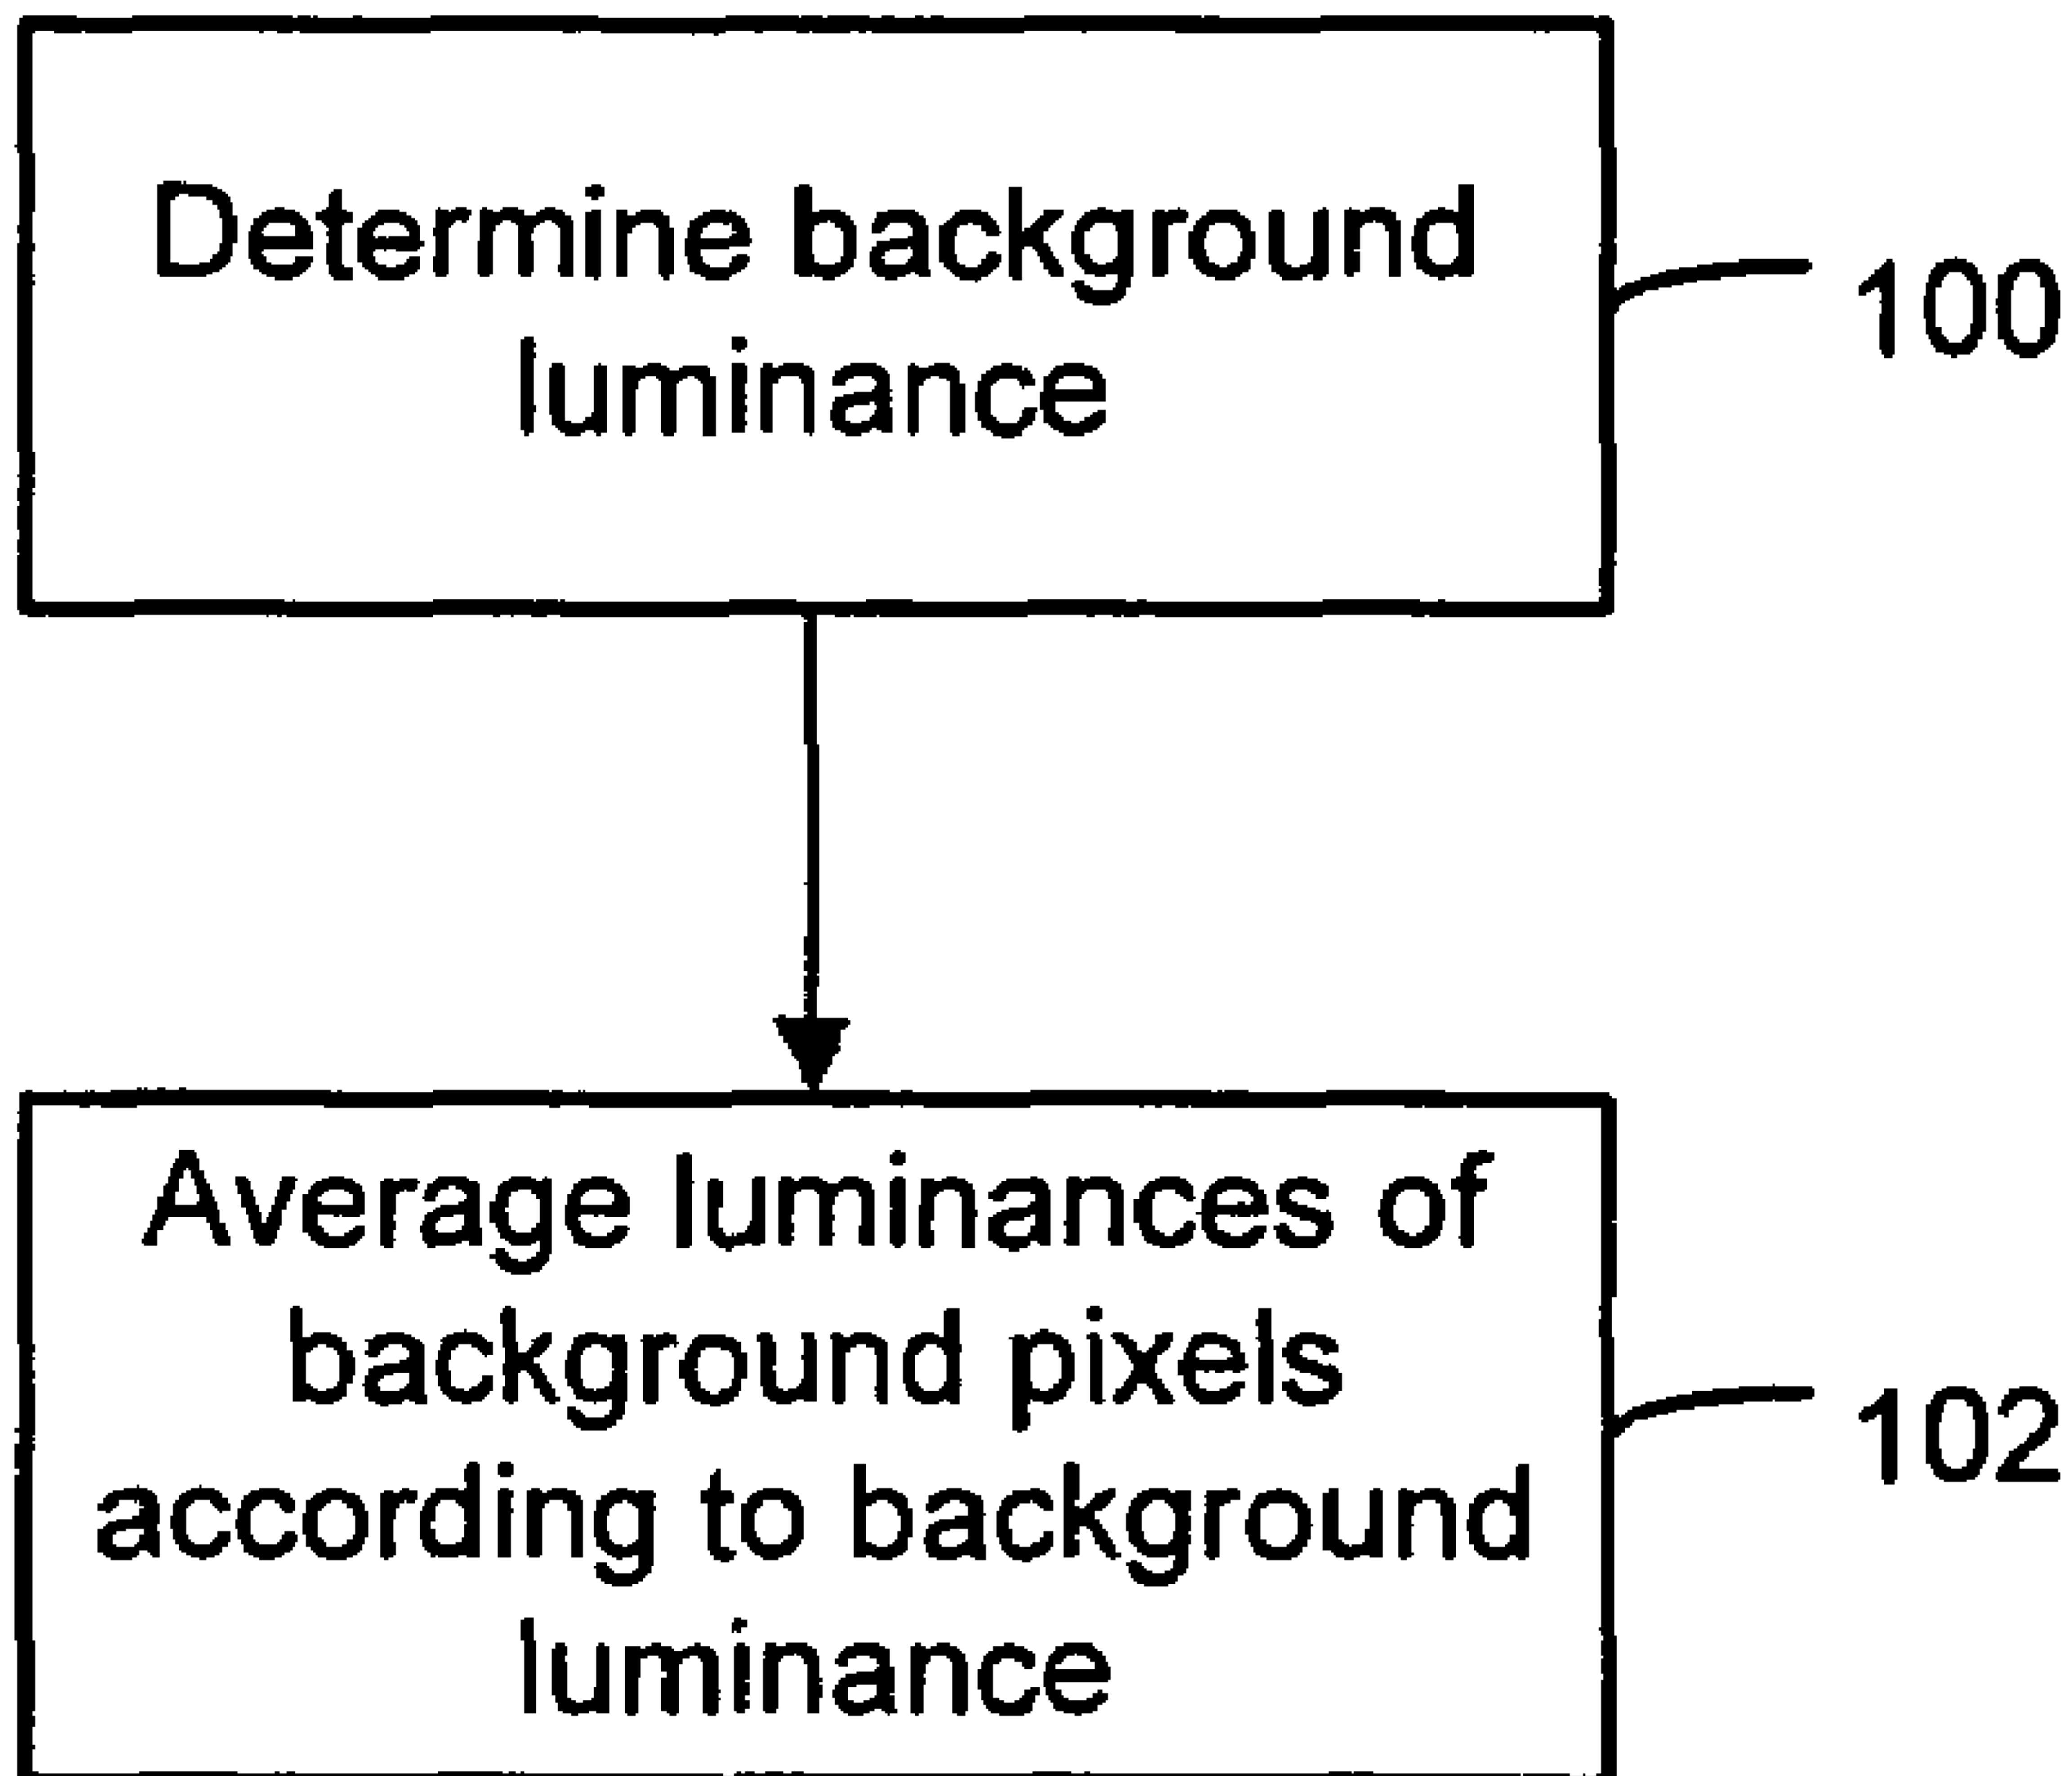 Determine background
luminance
100
Average luminances of
background pixels
according to background
luminance
102